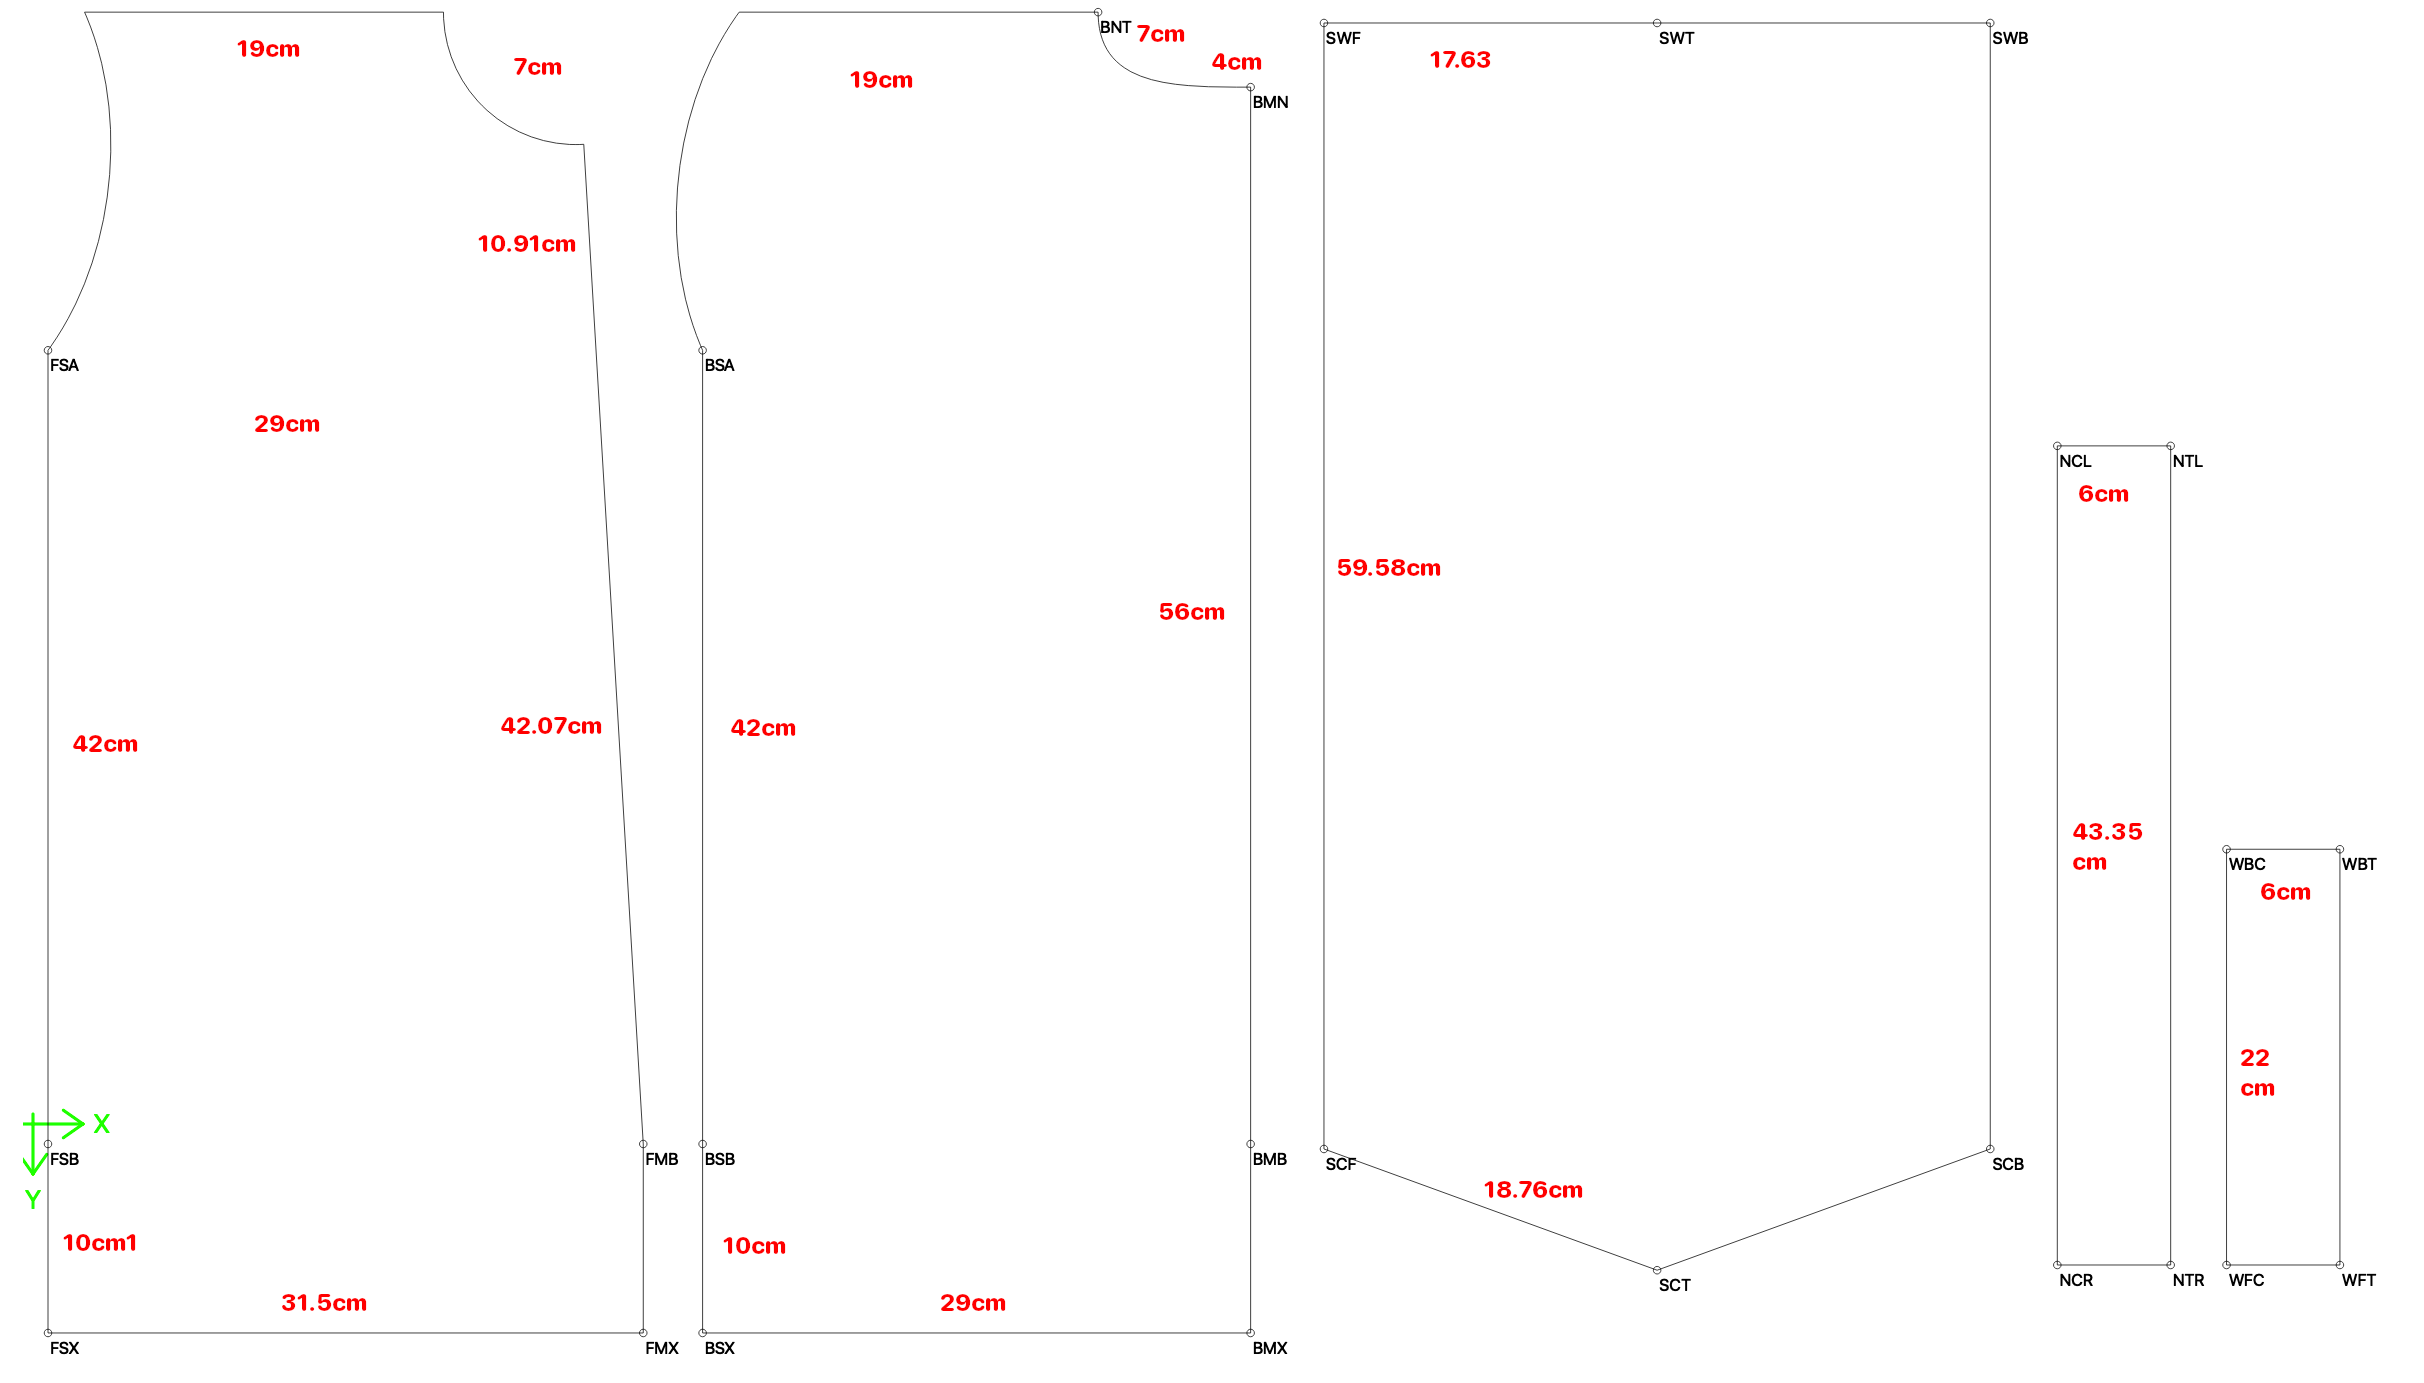 19cm
7cm
10.91cm
FSA
29cm
42cm
42.07cm
X
Y
FSB
FMB
10cm1
31.5cm
FSX
FMX
BNT
7cm
4cm
19cm
BMN
BSA
56cm
42cm
BSB
BMB
10cm
29cm
BSX
BMX
SWF
SWT
SWB
17.63
59.58cm
SCF
SCB
18.76cm
SCT
NCL
NTL
6cm
43.35
cm
NCR
NTR
WBC
WBT
6cm
22
cm
WFC
WFT